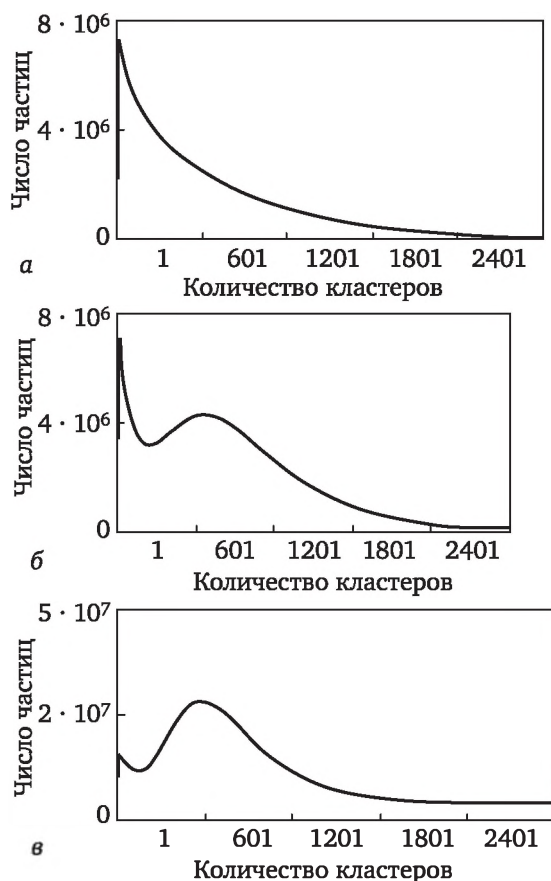 8 · 10⁶
Число частиц
4 · 10⁶
0
1 601 1201 1801 2401
а
Количество кластеров
8 · 10⁶
Число частиц
4 · 10⁶
0
1 601 1201 1801 2401
б
Количество кластеров
5 · 10⁷
Число частиц
2 · 10⁷
0
1 601 1201 1801 2401
в
Количество кластеров